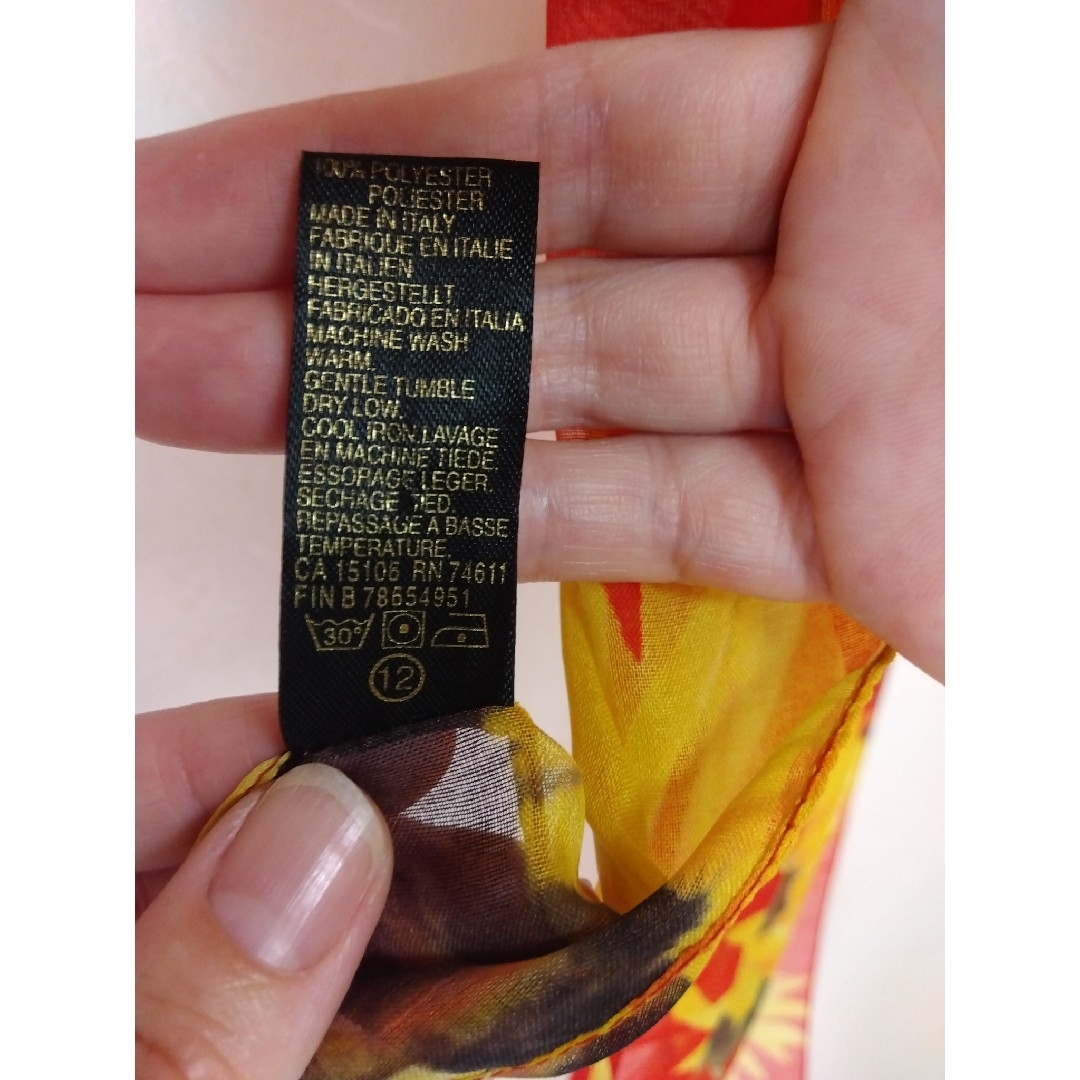 100% POLYESTER
POLIESTER
MADE IN ITALY
FABRIQUE EN ITALIE
IN ITALIEN
HERGESTELLT
FABRICADO EN ITALIA
MACHINE WASH
WARM.
GENTLE TUMBLE
DRY LOW.
COOL IRON. LAVAGE
EN MACHINE TIEDE.
ESSORAGE LEGER.
SECHAGE
REPASSAGE A BASSE
TEMPERATURE.
CA 15106 RN 74611
FIN B 78654951
30°
12